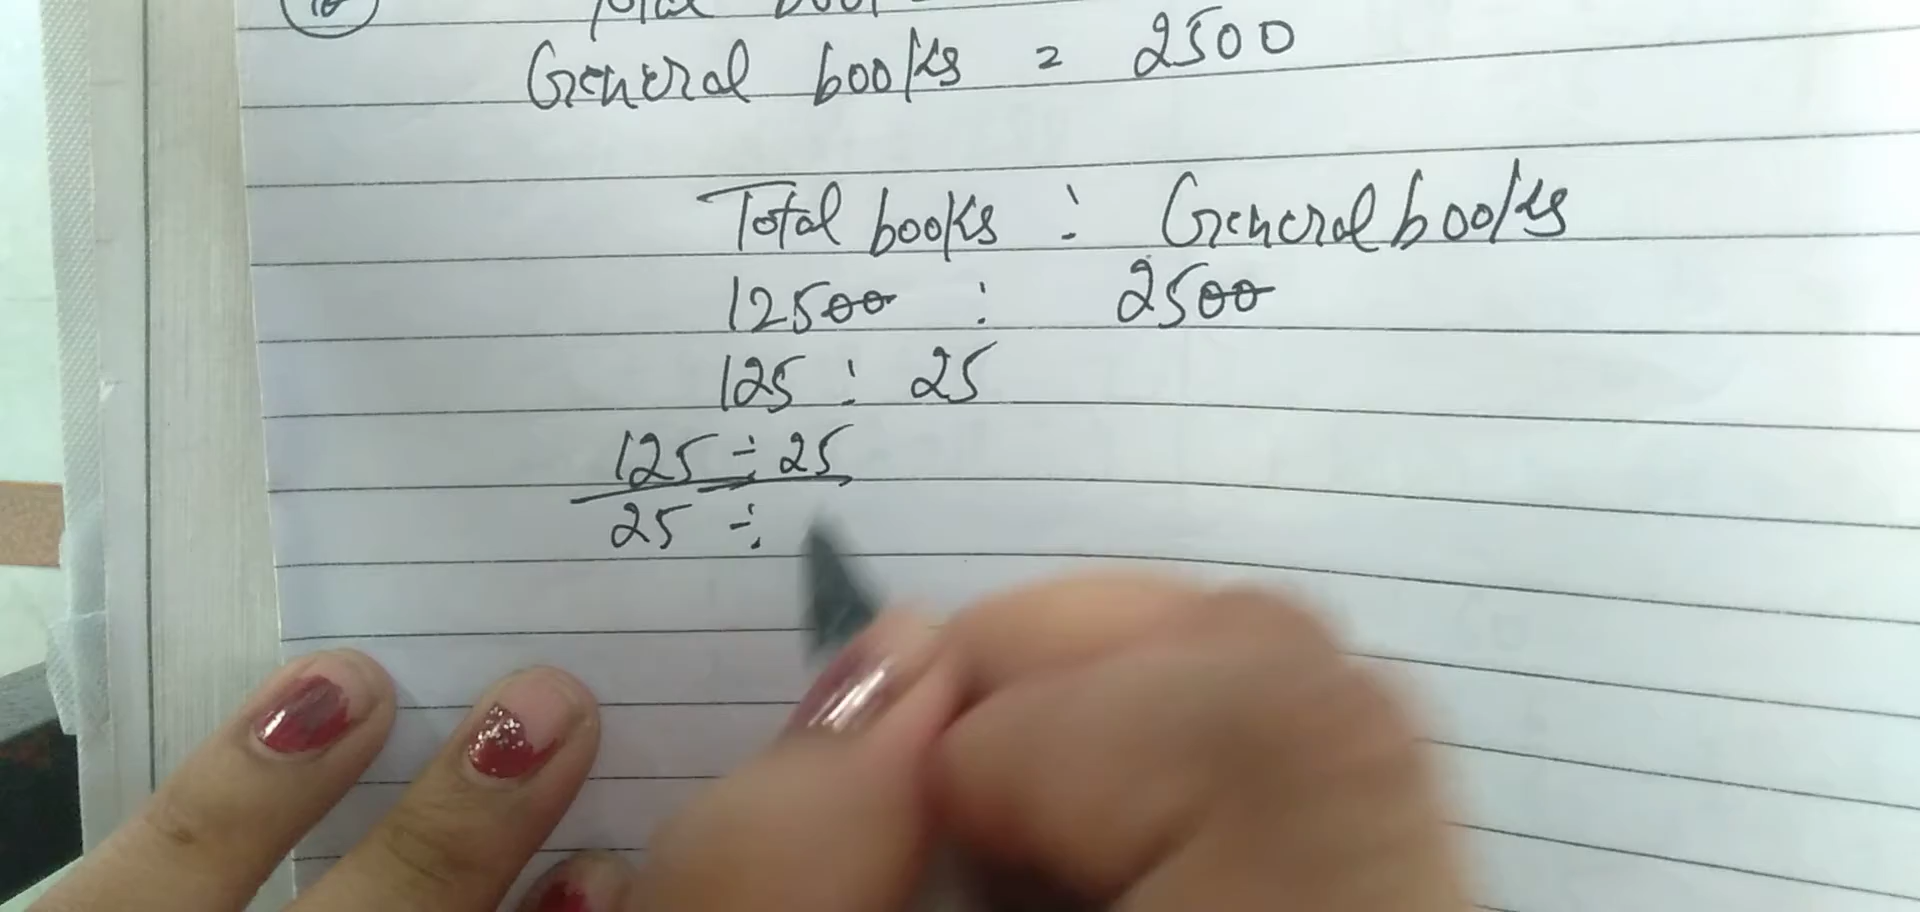 General books = 2500
Total books : General books
12500 : 2500
125 : 25
125 ÷ 25
25 ÷